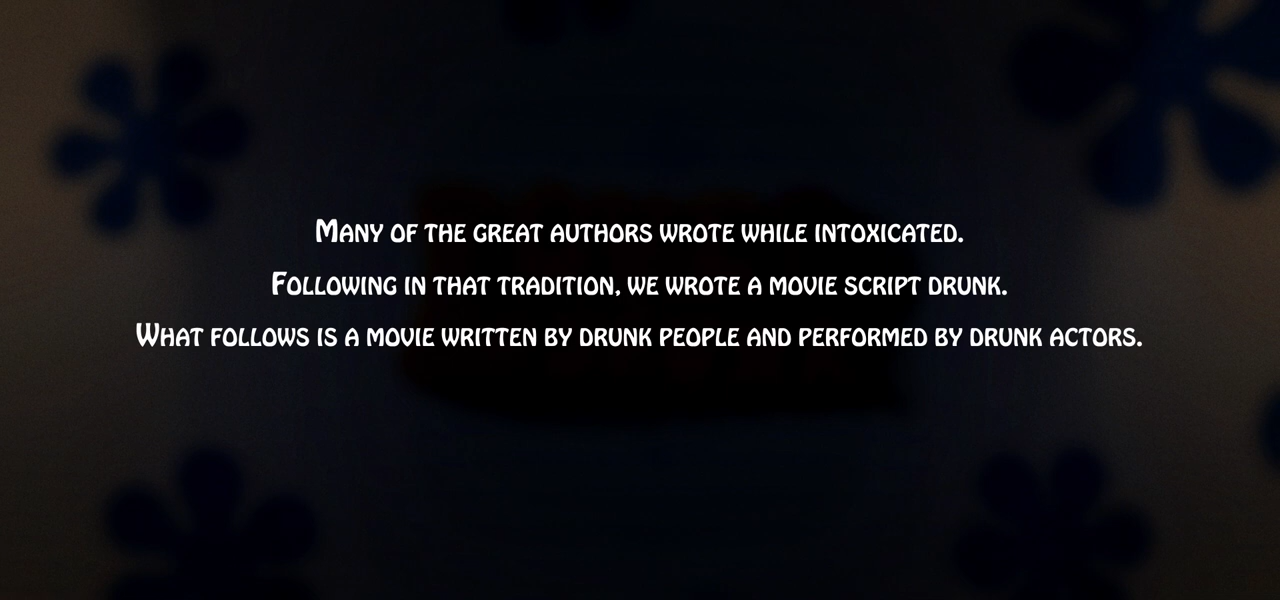 Many of the great authors wrote while intoxicated.
Following in that tradition, we wrote a movie script drunk.
What follows is a movie written by drunk people and performed by drunk actors.